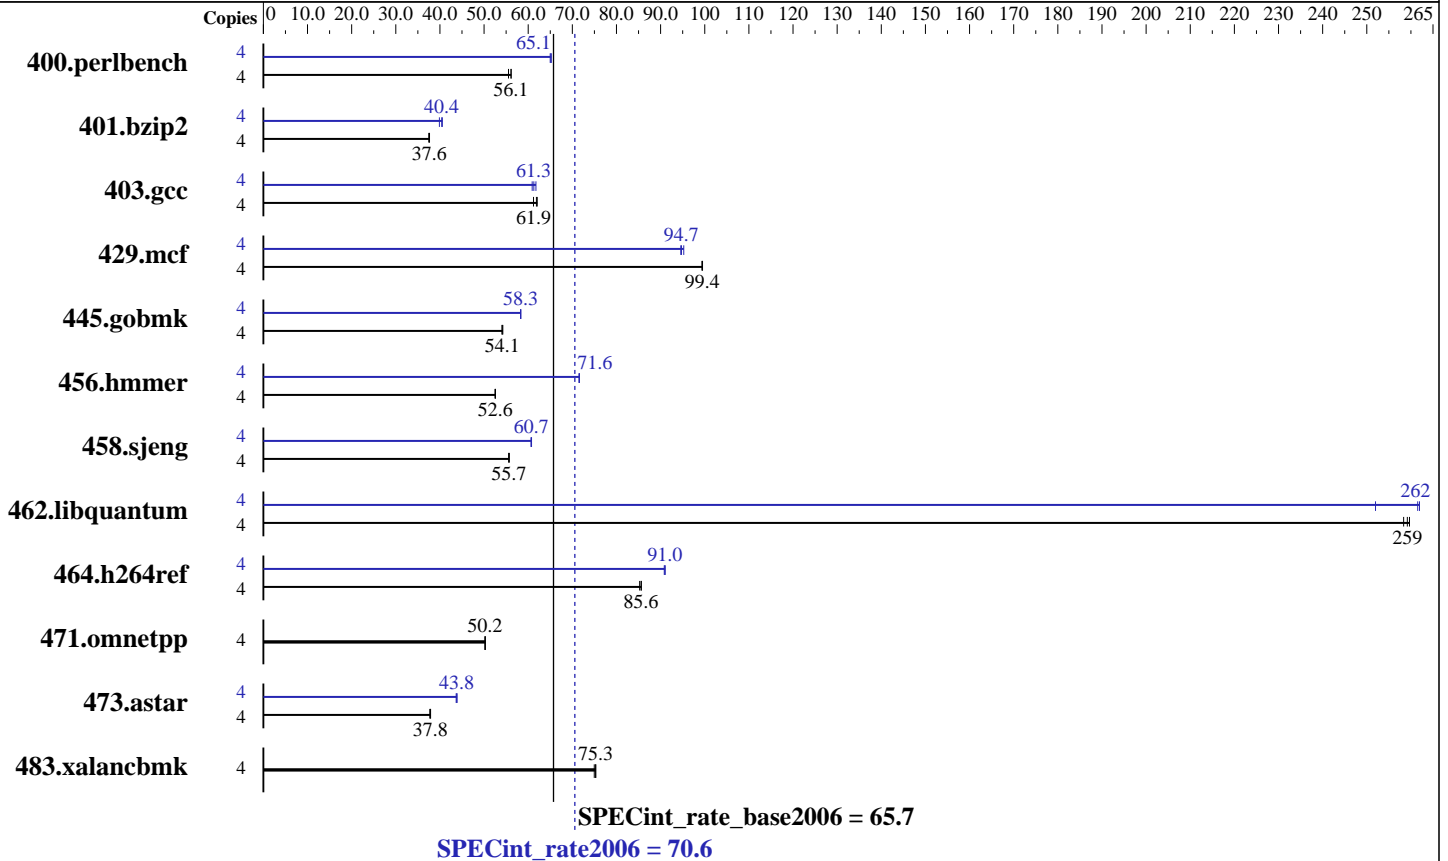 Copies 0 10.0 20.0 30.0 40.0 50.0 60.0 70.0 80.0 90.0 100 110 120 130 140 150 160 170 180 190 200 210 220 230 240 250 265
400.perlbench 4 65.1
4 56.1
401.bzip2 4 40.4
4 37.6
403.gcc 4 61.3
4 61.9
429.mcf 4 94.7
4 99.4
445.gobmk 4 58.3
4 54.1
456.hmmer 4 71.6
4 52.6
458.sjeng 4 60.7
4 55.7
462.libquantum 4 262
4 259
464.h264ref 4 91.0
4 85.6
471.omnetpp 4 50.2
473.astar 4 43.8
4 37.8
483.xalancbmk 4 75.3
SPECint_rate_base2006 = 65.7
SPECint_rate2006 = 70.6